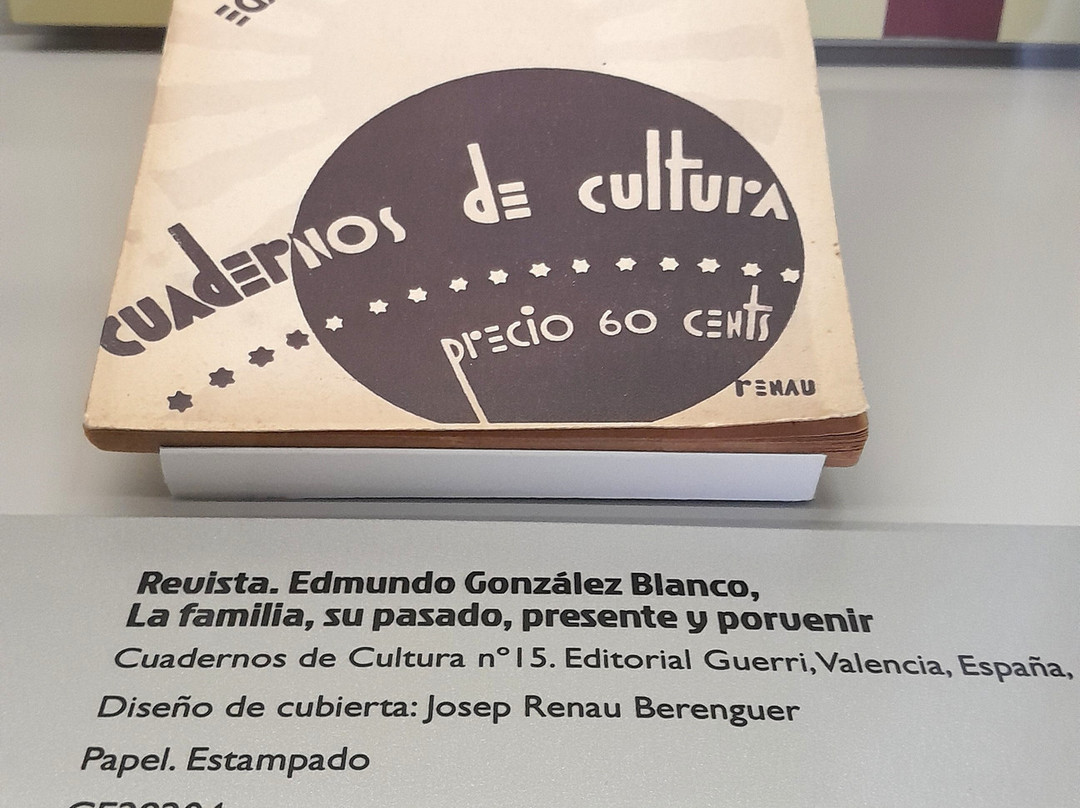 cuadernos de cultura
precio 60 cents
renau
Revista. Edmundo González Blanco,
La familia, su pasado, presente y porvenir
Cuadernos de Cultura nº15. Editorial Guerri, Valencia, España,
Diseño de cubierta: Josep Renau Berenguer
Papel. Estampado